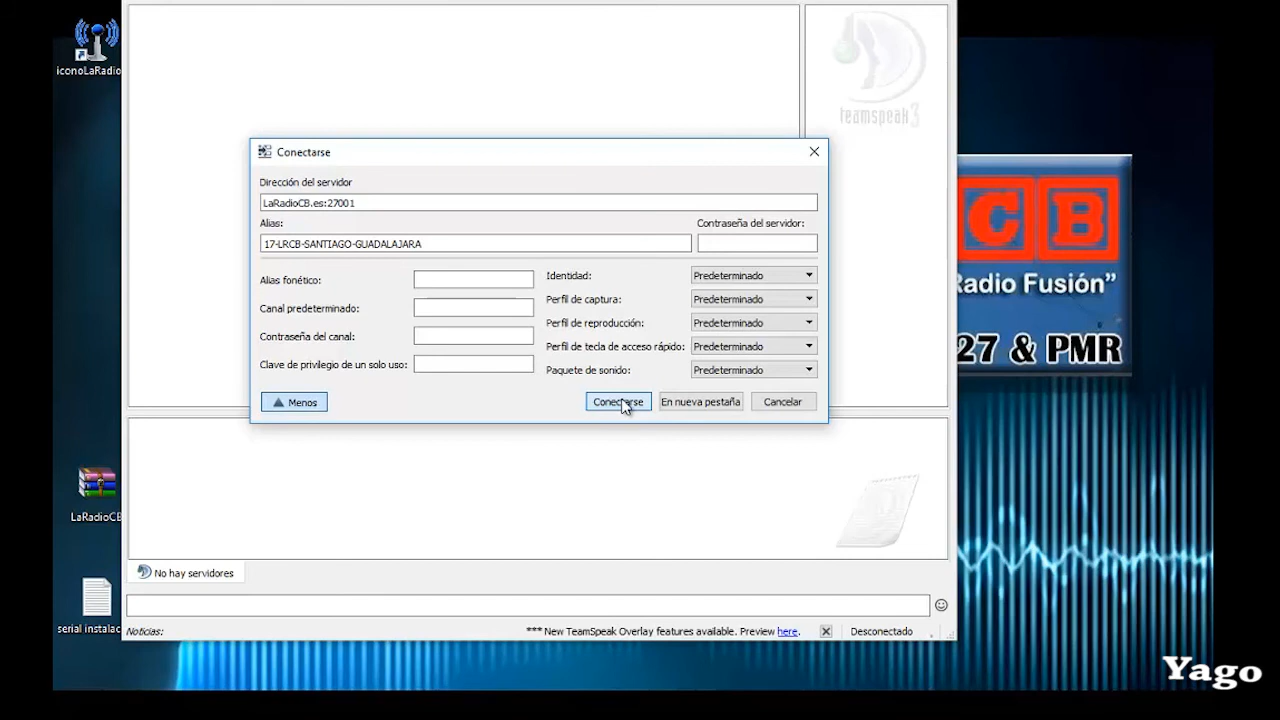 iconoLaRadio
teamspeak3
Conectarse
Dirección del servidor
LaRadioCB.es:27001
Alias:
Contraseña del servidor:
17-LRCB-SANTIAGO-GUADALAJARA
Alias fonético:
Identidad:
Predeterminado
Canal predeterminado:
Perfil de captura:
Predeterminado
Contraseña del canal:
Perfil de reproducción:
Predeterminado
Clave de privilegio de un solo uso:
Perfil de tecla de acceso rápido:
Predeterminado
Paquete de sonido:
Predeterminado
Menos
Conectarse
En nueva pestaña
Cancelar
CB
Radio Fusión”
27 & PMR
LaRadioCB
No hay servidores
serial instalac
Noticias:
*** New TeamSpeak Overlay features available. Preview here.
Desconectado
Yago